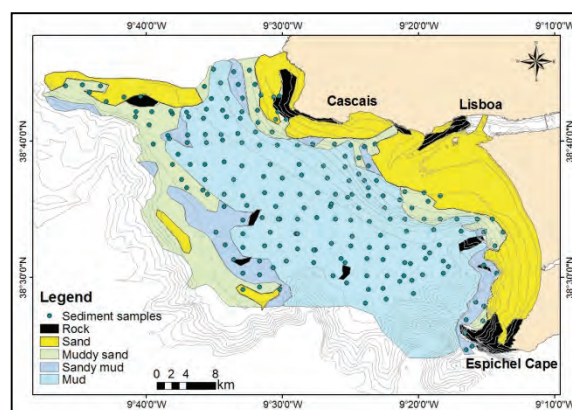 9°40'0"W 9°30'0"W 9°20'0"W 9°10'0"W
Cascais
Lisboa
38°40'0"N 38°40'0"N
38°30'0"N 38°30'0"N
Legend
Sediment samples
Rock
Sand
Muddy sand
Sandy mud
Mud
0 2 4 8
km
Espichel Cape
9°40'0"W 9°30'0"W 9°20'0"W 9°10'0"W